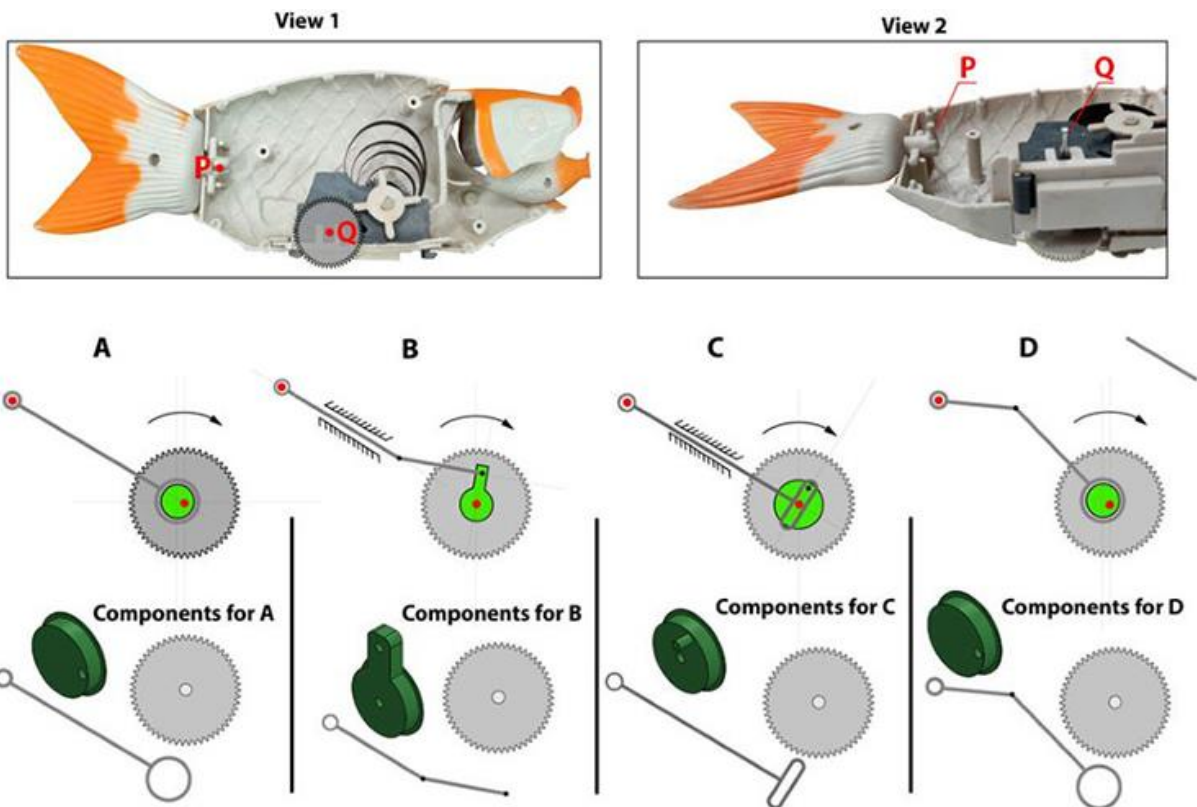 View 1
View 2
P
Q
P
Q
A
B
C
D
Components for A
Components for B
Components for C
Components for D